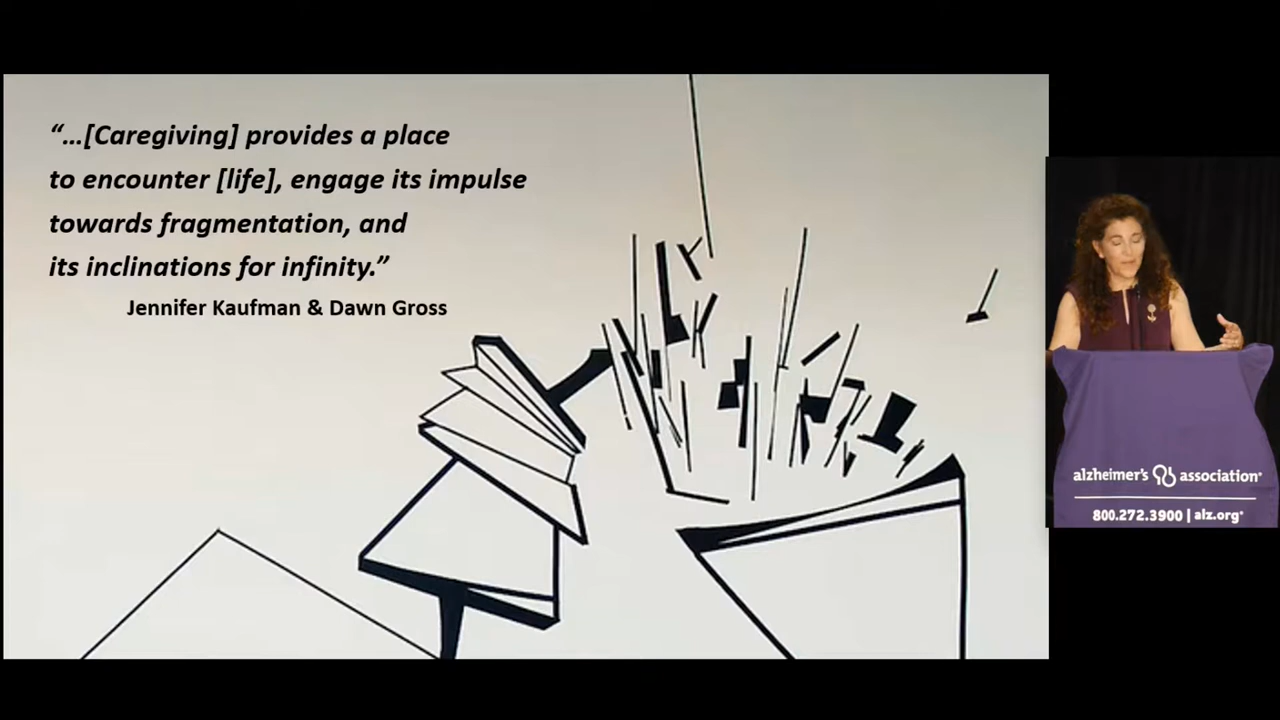 “...[Caregiving] provides a place
to encounter [life], engage its impulse
towards fragmentation, and
its inclinations for infinity.”
Jennifer Kaufman & Dawn Gross
alzheimer's association®
800.272.3900 | alz.org®